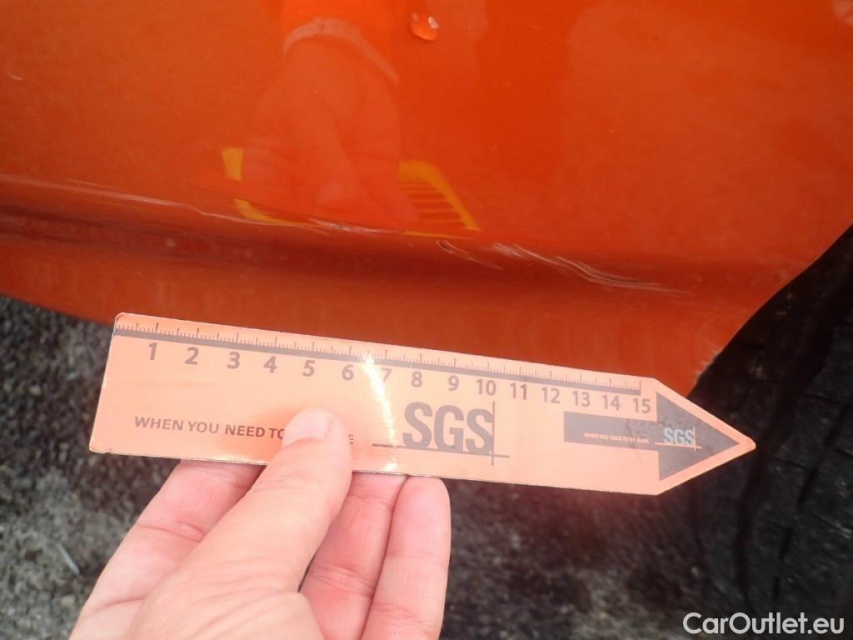 1 2 3 4 5 6 7 8 9 10 11 12 13 14 15
WHEN YOU NEED TO
SGS
SGS
CarOutlet.eu